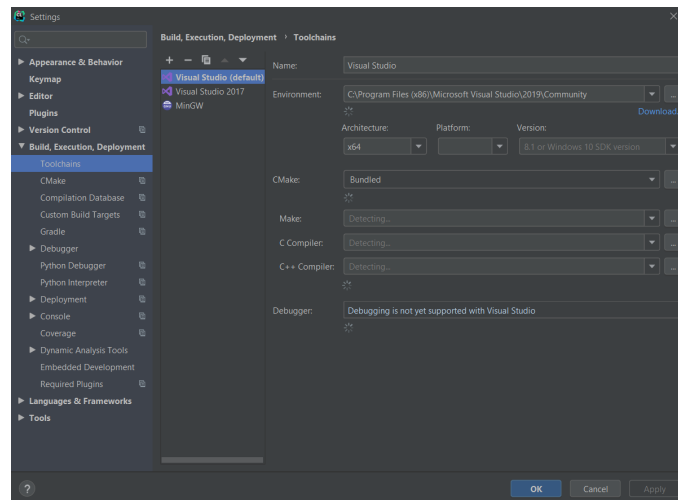 Settings
Build, Execution, Deployment › Toolchains
Appearance & Behavior
Keymap
Editor
Plugins
Version Control
Build, Execution, Deployment
Toolchains
CMake
Compilation Database
Custom Build Targets
Gradle
Debugger
Python Debugger
Python Interpreter
Deployment
Console
Coverage
Dynamic Analysis Tools
Embedded Development
Required Plugins
Languages & Frameworks
Tools
Visual Studio (default)
Visual Studio 2017
MinGW
Name: Visual Studio
Environment: C:\Program Files (x86)\Microsoft Visual Studio\2019\Community
Download
Architecture: Platform: Version:
x64 8.1 or Windows 10 SDK version
CMake: Bundled
Make: Detecting...
C Compiler: Detecting...
C++ Compiler: Detecting...
Debugger: Debugging is not yet supported with Visual Studio
? OK Cancel Apply